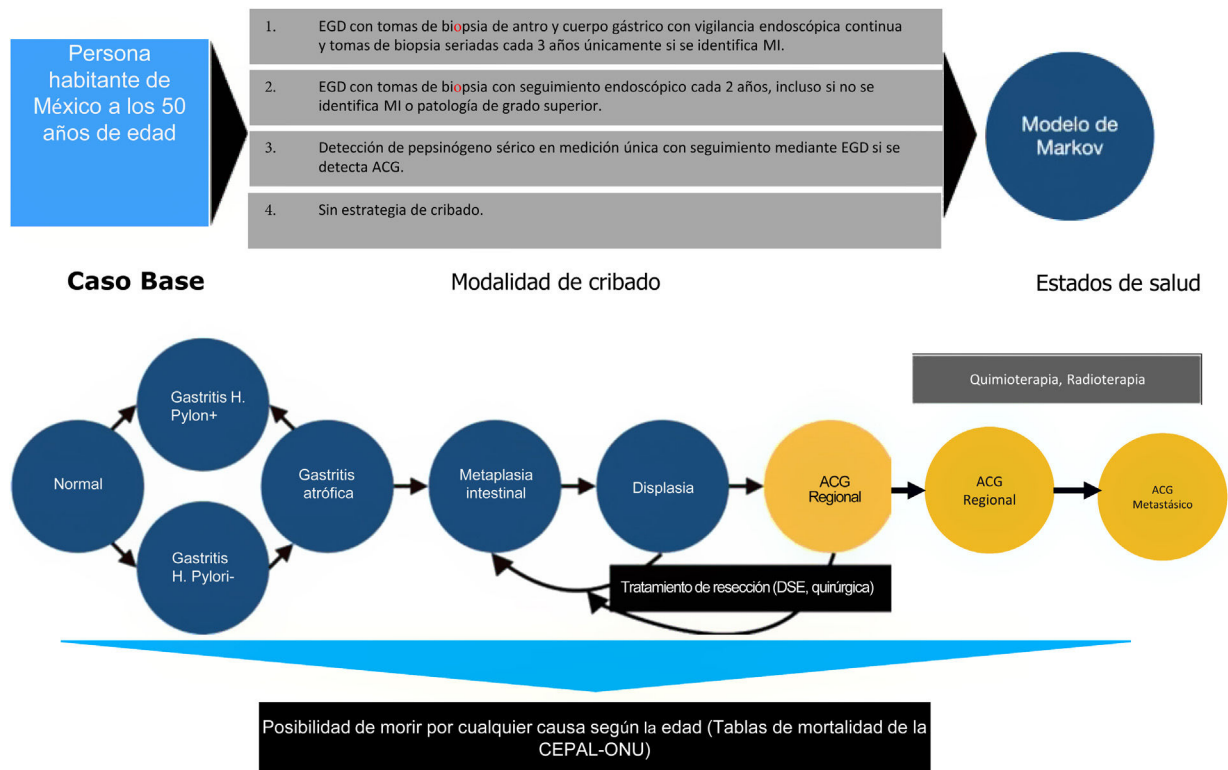 Persona
habitante de
México a los 50
años de edad
1. EGD con tomas de biopsia de antro y cuerpo gástrico con vigilancia endoscópica continua
y tomas de biopsia seriadas cada 3 años únicamente si se identifica MI.
2. EGD con tomas de biopsia con seguimiento endoscópico cada 2 años, incluso si no se
identifica MI o patología de grado superior.
3. Detección de pepsinógeno sérico en medición única con seguimiento mediante EGD si se
detecta ACG.
4. Sin estrategia de cribado.
Modelo de
Markov
Caso Base
Modalidad de cribado
Estados de salud
Normal
Gastritis H.
Pylon+
Gastritis
H. Pylori-
Gastritis
atrófica
Metaplasia
intestinal
Displasia
ACG
Regional
Quimioterapia, Radioterapia
ACG
Regional
ACG
Metastásico
Tratamiento de resección (DSE, quirúrgica)
Posibilidad de morir por cualquier causa según la edad (Tablas de mortalidad de la
CEPAL-ONU)